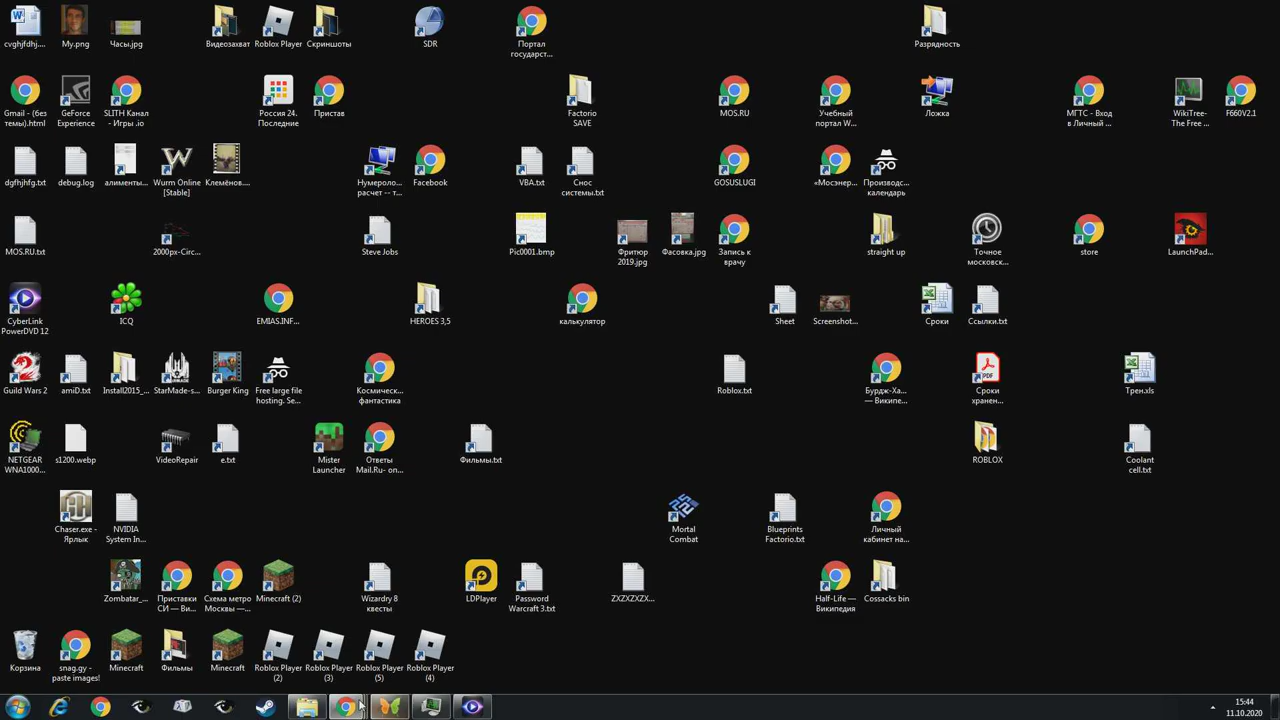 cvghjfdhj....
My.png
Часы.jpg
Видеозахват
Roblox Player
Скриншоты
SDR
Портал
государст...
Разрядность
Gmail - (без
темы).html
GeForce
Experience
SLITH Канал
- Игры .io
Россия 24.
Последние
Пристав
Factorio
SAVE
MOS.RU
Учебный
портал W...
Ложка
МГТС - Вход
в Личный ...
WikiTree-
The Free ...
F660V2.1
dgfhjhfg.txt
debug.log
алименты...
Wurm Online
[Stable]
Клемёнов....
Нумероло...
расчет -- т...
Facebook
VBA.txt
Снос
системы.txt
GOSUSLUGI
«Мосэнер...
Производс...
календарь
MOS.RU.txt
2000px-Circ...
Steve Jobs
Pic0001.bmp
Фритюр
2019.jpg
Фасовка.jpg
Запись к
врачу
straight up
Точное
московск...
store
LaunchPad...
CyberLink
PowerDVD 12
ICQ
EMIAS.INF...
HEROES 3,5
калькулятор
Sheet
Screenshot...
Сроки
Ссылки.txt
Guild Wars 2
amiD.txt
Install2015_...
StarMade-s...
Burger King
Free large file
hosting. Se...
Космическ...
фантастика
Roblox.txt
Бурдж-Ха...
— Википе...
Сроки
хранен...
Трен.xls
NETGEAR
WNA1000...
s1200.webp
VideoRepair
e.txt
Mister
Launcher
Ответы
Mail.Ru- оп...
Фильмы.txt
ROBLOX
Coolant
cell.txt
Chaser.exe -
Ярлык
NVIDIA
System In...
Mortal
Combat
Blueprints
Factorio.txt
Личный
кабинет на...
Zombatar_...
Приставки
СИ — Ви...
Схема метро
Москвы —...
Minecraft (2)
Wizardry 8
квесты
LDPlayer
Password
Warcraft 3.txt
ZXZXZXZX...
Half-Life —
Википедия
Cossacks bin
Корзина
snag.gy -
paste images!
Minecraft
Фильмы
Minecraft
Roblox Player
(2)
Roblox Player
(3)
Roblox Player
(5)
Roblox Player
(4)
15:44
11.10.2020